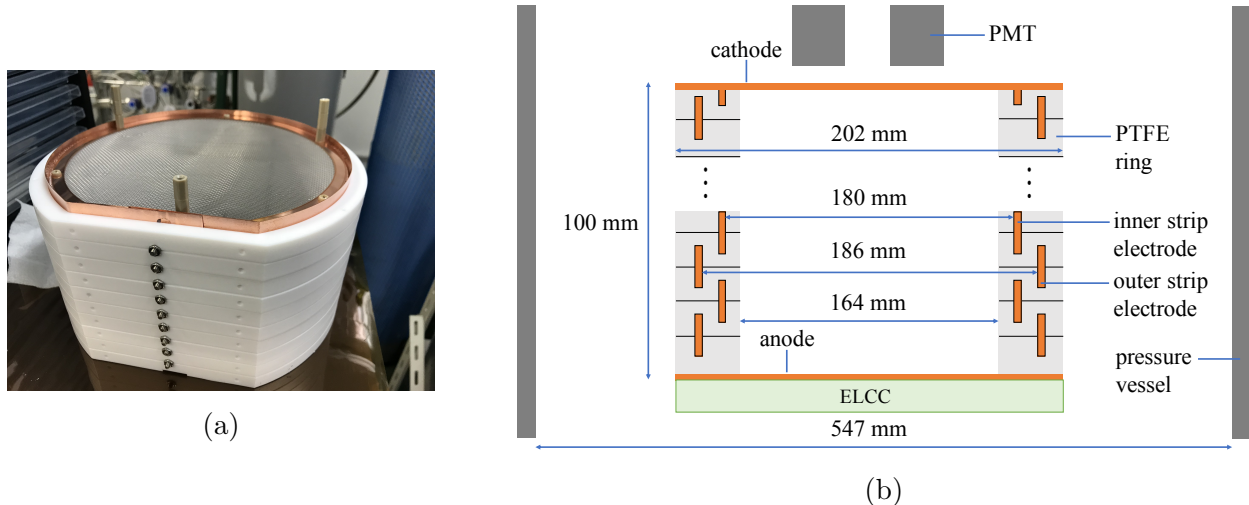 PMT
cathode
202 mm
PTFE
ring
180 mm
100 mm
inner strip
electrode
186 mm
outer strip
electrode
164 mm
anode
pressure
vessel
ELCC
547 mm
(a)
(b)